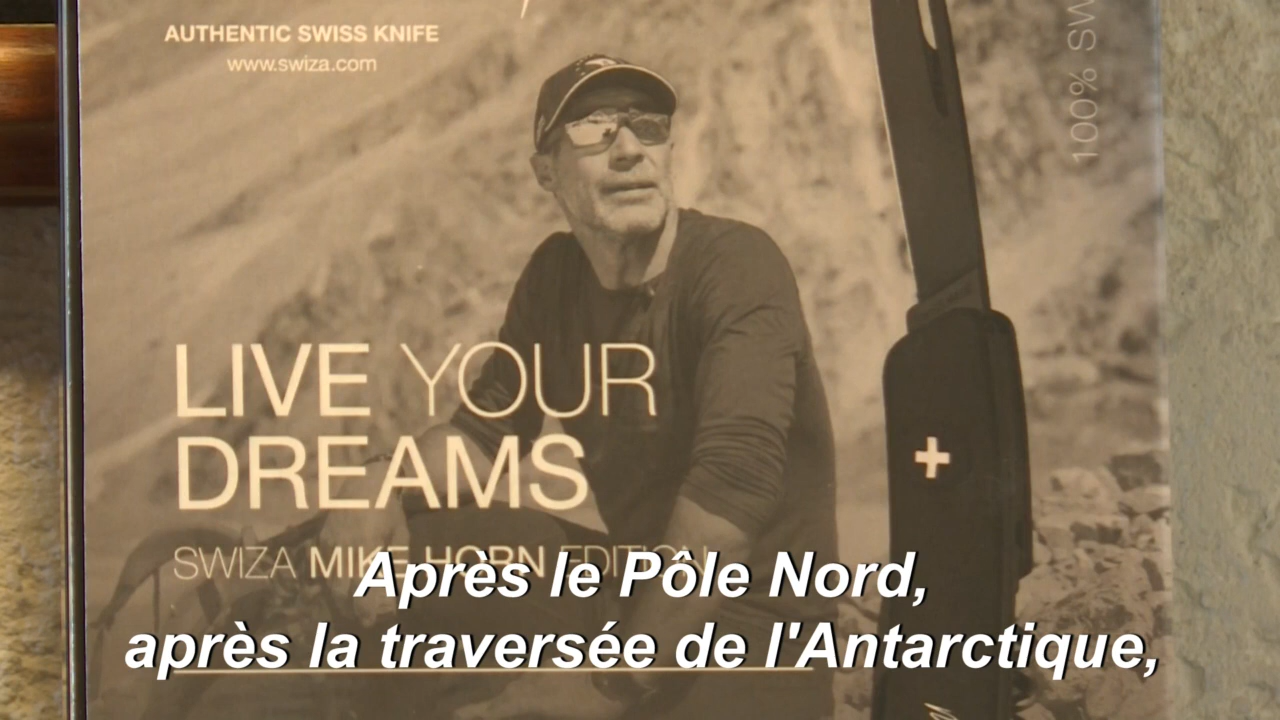 AUTHENTIC SWISS KNIFE
www.swiza.com
100% SW
LIVE YOUR
DREAMS
SWIZA MIKE HORN EDITION
Après le Pôle Nord,
après la traversée de l'Antarctique,